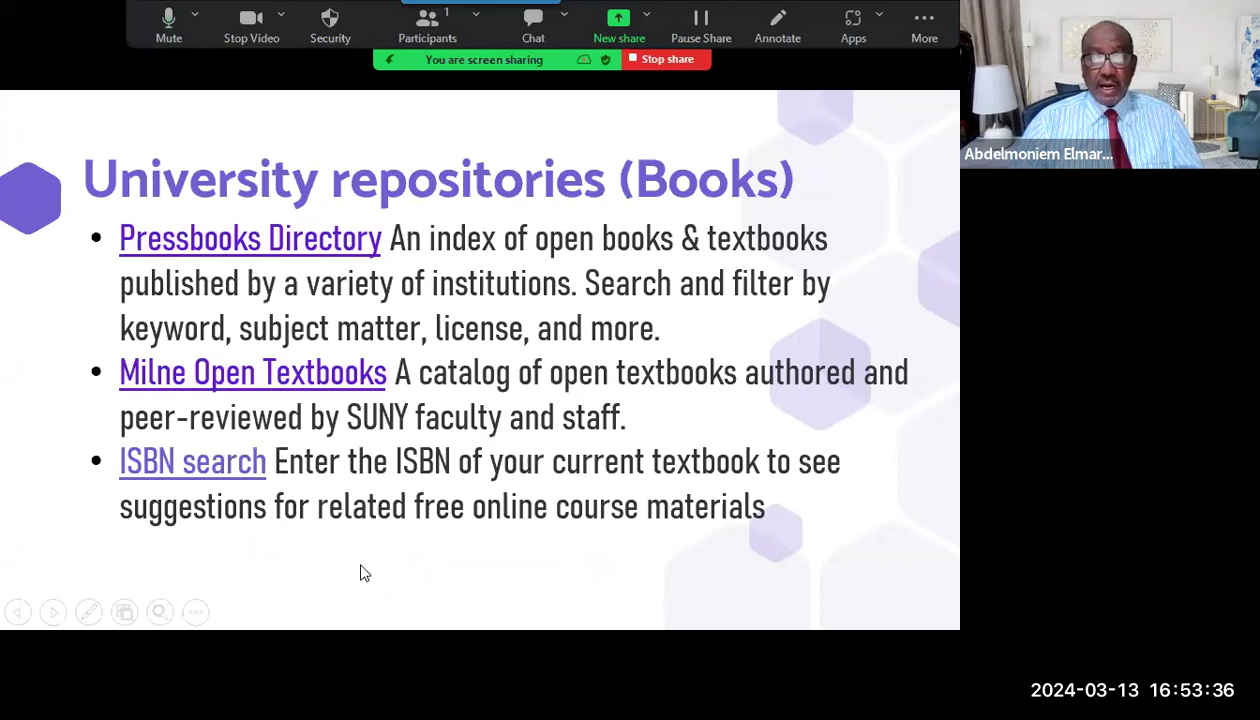 1
Mute
Stop Video
Security
Participants
Chat
New share
Pause Share
Annotate
Apps
More
You are screen sharing
Stop share
Abdelmoniem Elmar...
University repositories (Books)
• Pressbooks Directory An index of open books & textbooks
published by a variety of institutions. Search and filter by
keyword, subject matter, license, and more.
• Milne Open Textbooks A catalog of open textbooks authored and
peer-reviewed by SUNY faculty and staff.
• ISBN search Enter the ISBN of your current textbook to see
suggestions for related free online course materials
2024-03-13 16:53:36